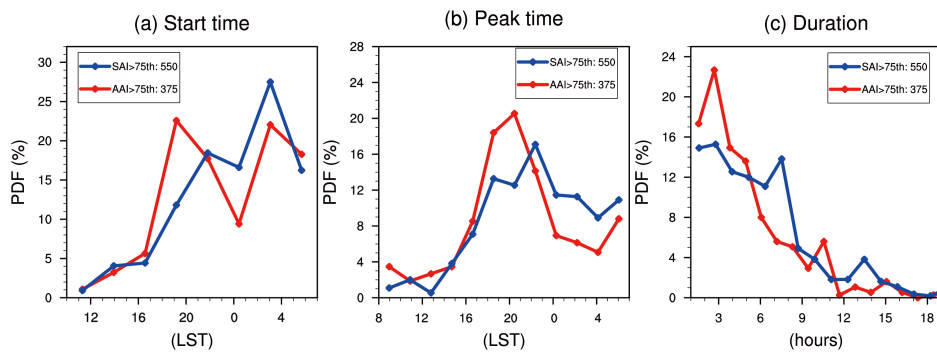 (a) Start time
(b) Peak time
(c) Duration
PDF (%)
30
25
20
15
10
5
0
SAI>75th: 550
AAI>75th: 375
12 16 20 0 4
(LST)
PDF (%)
28
24
20
16
12
8
4
0
SAI>75th: 550
AAI>75th: 375
8 12 16 20 0 4
(LST)
PDF (%)
24
20
16
12
8
4
0
SAI>75th: 550
AAI>75th: 375
3 6 9 12 15 18
(hours)